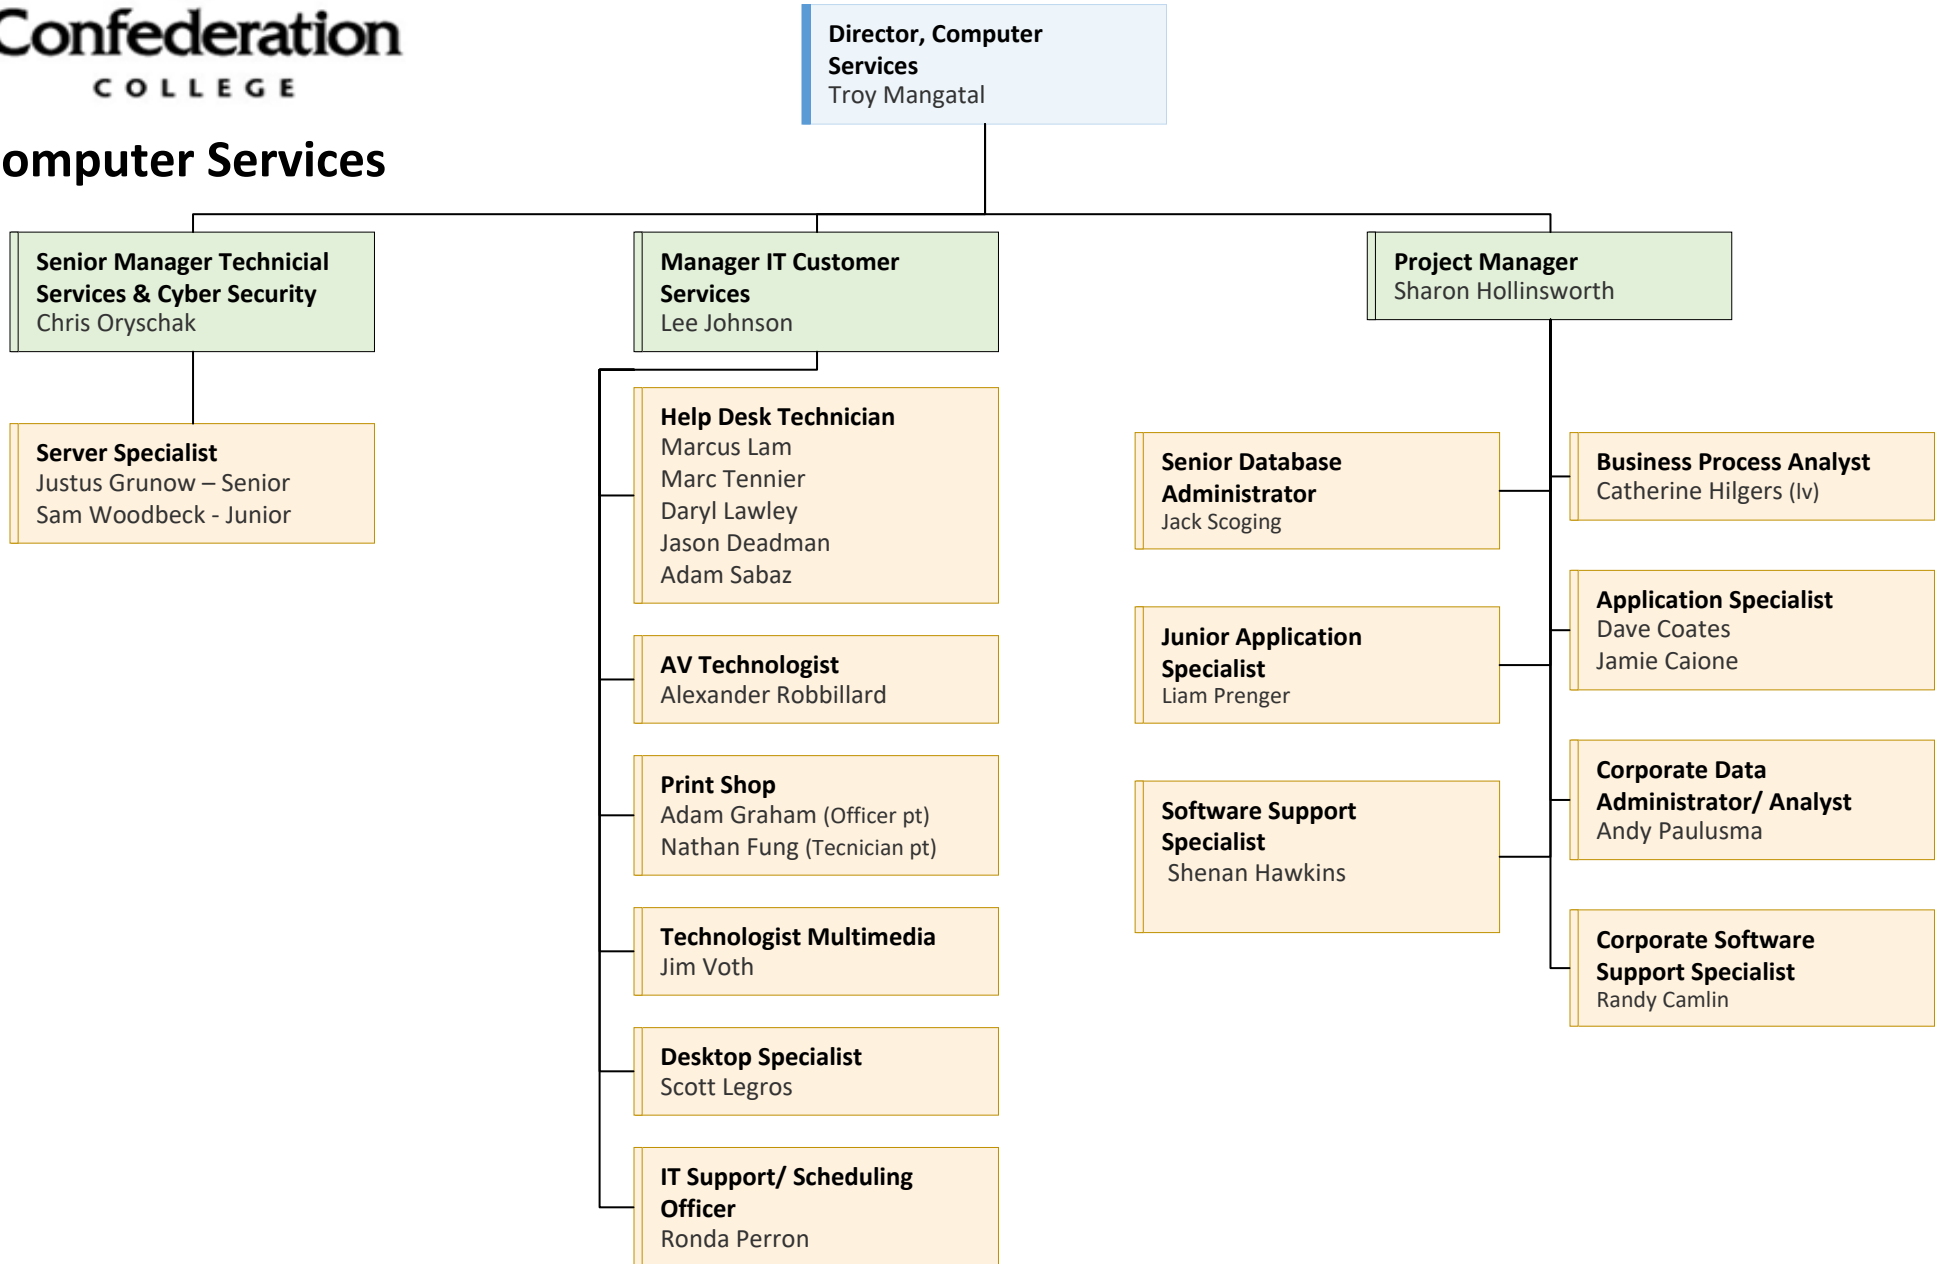 Confederation
COLLEGE
omputer Services
Director, Computer
Services
Troy Mangatal
Senior Manager Technicial
Services & Cyber Security
Chris Oryschak
Server Specialist
Justus Grunow – Senior
Sam Woodbeck - Junior
Manager IT Customer
Services
Lee Johnson
Help Desk Technician
Marcus Lam
Marc Tennier
Daryl Lawley
Jason Deadman
Adam Sabaz
AV Technologist
Alexander Robbillard
Print Shop
Adam Graham (Officer pt)
Nathan Fung (Tecnician pt)
Technologist Multimedia
Jim Voth
Desktop Specialist
Scott Legros
IT Support/ Scheduling
Officer
Ronda Perron
Project Manager
Sharon Hollinsworth
Senior Database
Administrator
Jack Scoging
Junior Application
Specialist
Liam Prenger
Software Support
Specialist
Shenan Hawkins
Business Process Analyst
Catherine Hilgers (lv)
Application Specialist
Dave Coates
Jamie Caione
Corporate Data
Administrator/ Analyst
Andy Paulusma
Corporate Software
Support Specialist
Randy Camlin